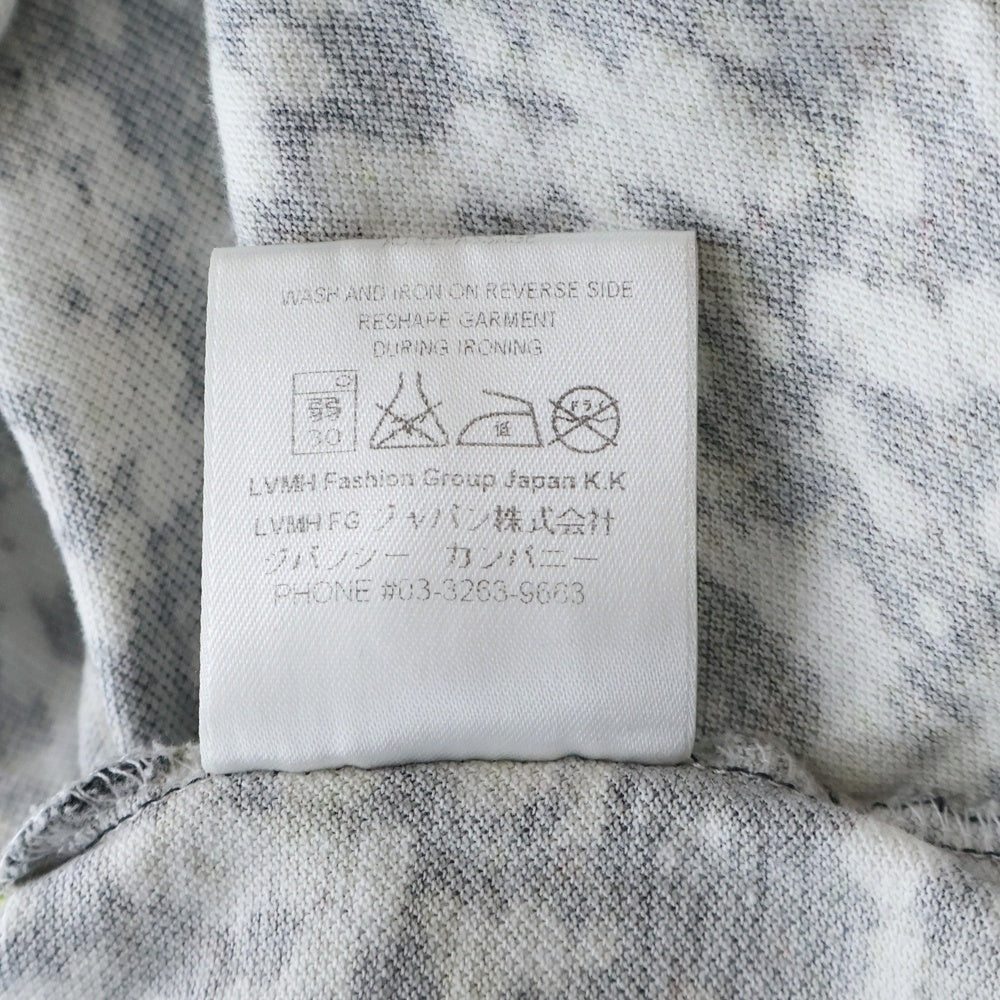 WASH AND IRON ON REVERSE SIDE
RESHAPE GARMENT
DURING IRONING
弱 30 低 ドライ
LVMH Fashion Group Japan K.K
LVMH FG ジャパン株式会社
ジバンシー カンパニー
PHONE #03-3263-9663